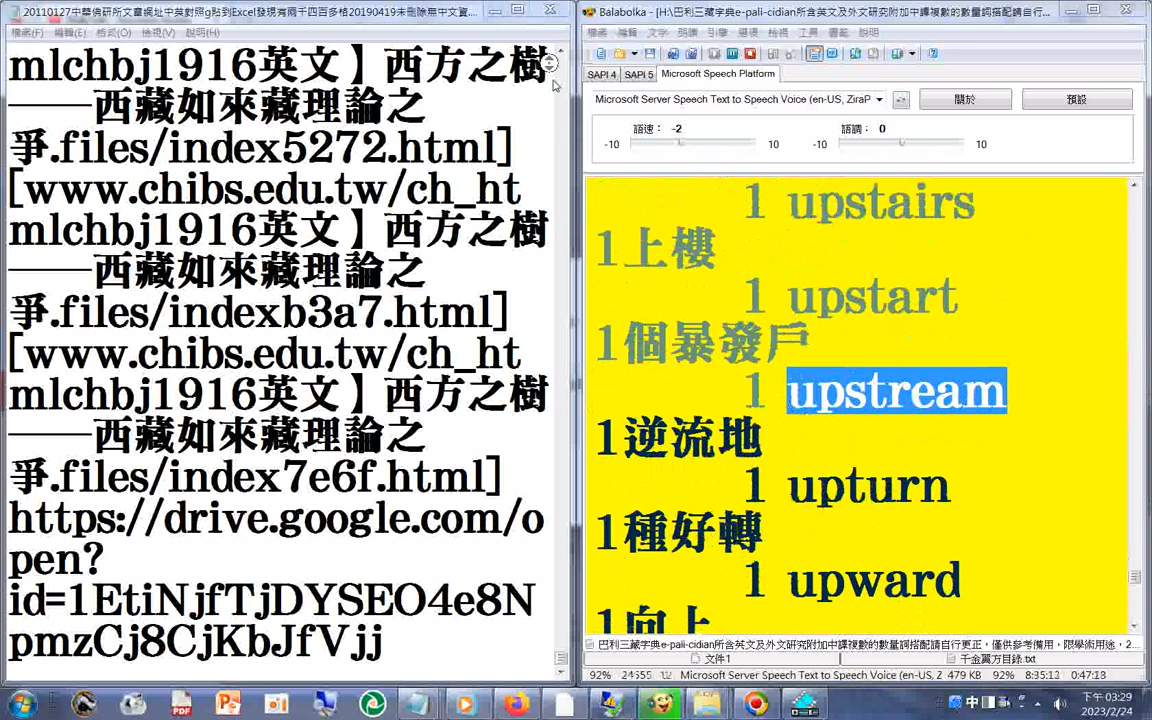 20110127中華佛研所文章網址中英對照g點到Excel發現有兩千四百多格20190419未刪除無中文資...
檔案(F) 編輯(E) 格式(O) 檢視(V) 說明(H)
mlchbj1916英文】西方之樹
——西藏如來藏理論之
爭.files/index5272.html]
[www.chibs.edu.tw/ch_ht
mlchbj1916英文】西方之樹
——西藏如來藏理論之
爭.files/indexb3a7.html]
[www.chibs.edu.tw/ch_ht
mlchbj1916英文】西方之樹
——西藏如來藏理論之
爭.files/index7e6f.html]
https://drive.google.com/o
pen?
id=1EtiNjfTjDYSEO4e8N
pmzCj8CjKbJfVjj
Balabolka - [H:\巴利三藏字典e-pali-cidian所含英文及外文研究附加中譯複數的數量詞搭配請自行...
檔案 編輯 文字 朗讀 引擎 選項 檢視 工具 書籤 說明
SAPI 4 SAPI 5 Microsoft Speech Platform
Microsoft Server Speech Text to Speech Voice (en-US, ZiraP
關於 預設
語速： -2 語調： 0
-10 10 -10 10
1 upstairs
1上樓
1 upstart
1個暴發戶
1 upstream
1逆流地
1 upturn
1種好轉
1 upward
1向上
巴利三藏字典e-pali-cidian所含英文及外文研究附加中譯複數的數量詞搭配請自行更正，僅供參考備用，限學術用途，2...
文件1 千金翼方目錄.txt
92% Microsoft Server Speech Text to Speech Voice (en-US, ZiraP 479 KB 92% 8:35:13 0:47:18
中
下午 03:29
2023/2/24